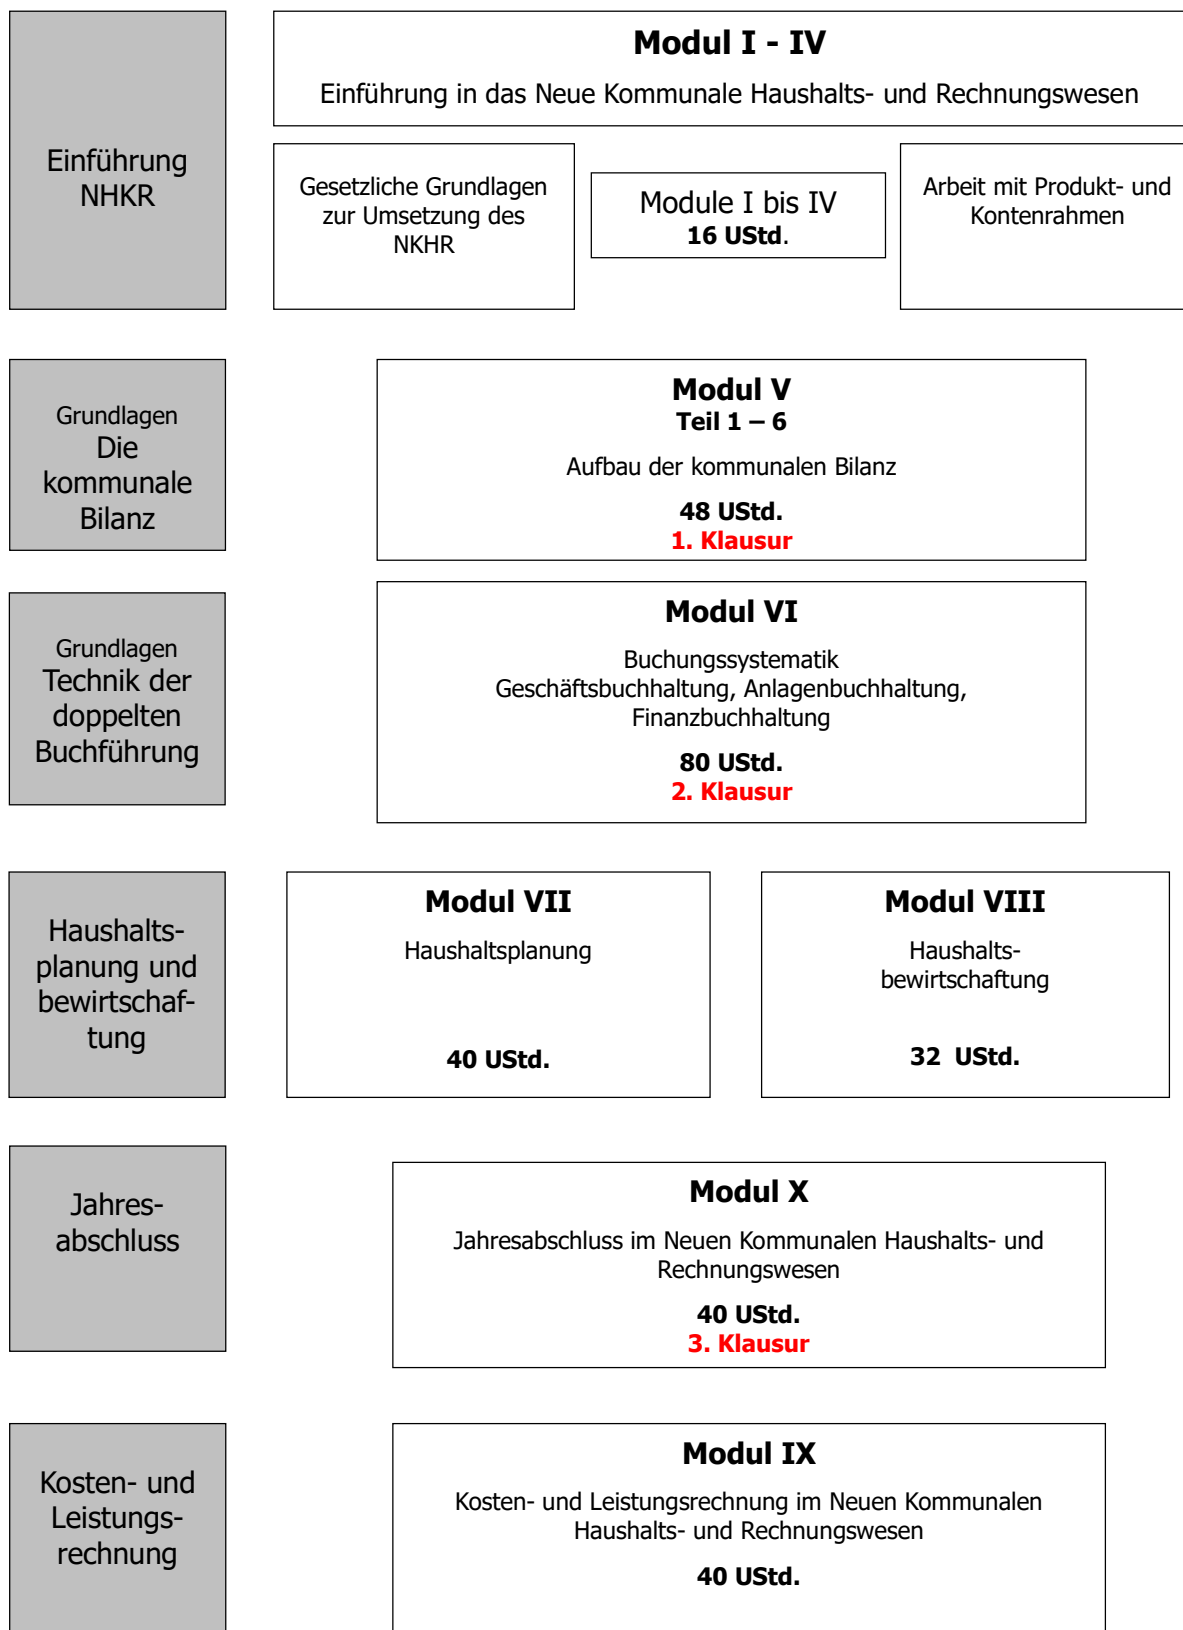 Einführung
NHKR
Modul I - IV
Einführung in das Neue Kommunale Haushalts- und Rechnungswesen
Gesetzliche Grundlagen
zur Umsetzung des
NKHR
Module I bis IV
16 UStd.
Arbeit mit Produkt- und
Kontenrahmen
Grundlagen
Die
kommunale
Bilanz
Modul V
Teil 1 – 6
Aufbau der kommunalen Bilanz
48 UStd.
1. Klausur
Grundlagen
Technik der
doppelten
Buchführung
Modul VI
Buchungssystematik
Geschäftsbuchhaltung, Anlagenbuchhaltung,
Finanzbuchhaltung
80 UStd.
2. Klausur
Haushalts-
planung und
bewirtschaf-
tung
Modul VII
Haushaltsplanung
40 UStd.
Modul VIII
Haushalts-
bewirtschaftung
32 UStd.
Jahres-
abschluss
Modul X
Jahresabschluss im Neuen Kommunalen Haushalts- und
Rechnungswesen
40 UStd.
3. Klausur
Kosten- und
Leistungs-
rechnung
Modul IX
Kosten- und Leistungsrechnung im Neuen Kommunalen
Haushalts- und Rechnungswesen
40 UStd.